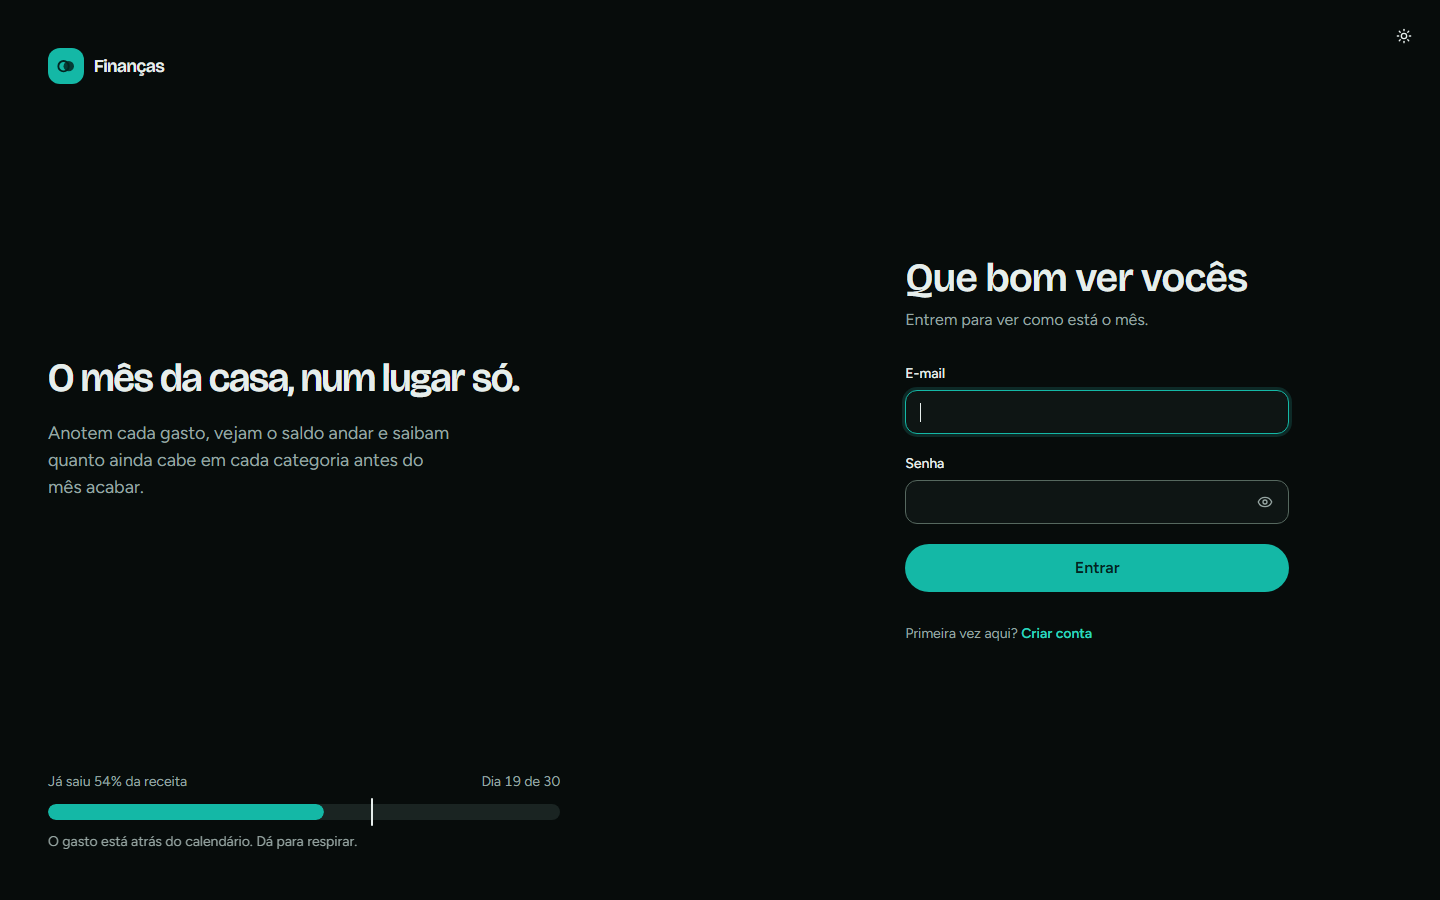 Finanças
O mês da casa, num lugar só.
Anotem cada gasto, vejam o saldo andar e saibam
quanto ainda cabe em cada categoria antes do
mês acabar.
Já saiu 54% da receita
Dia 19 de 30
O gasto está atrás do calendário. Dá para respirar.
Que bom ver vocês
Entrem para ver como está o mês.
E-mail
Senha
Entrar
Primeira vez aqui? Criar conta